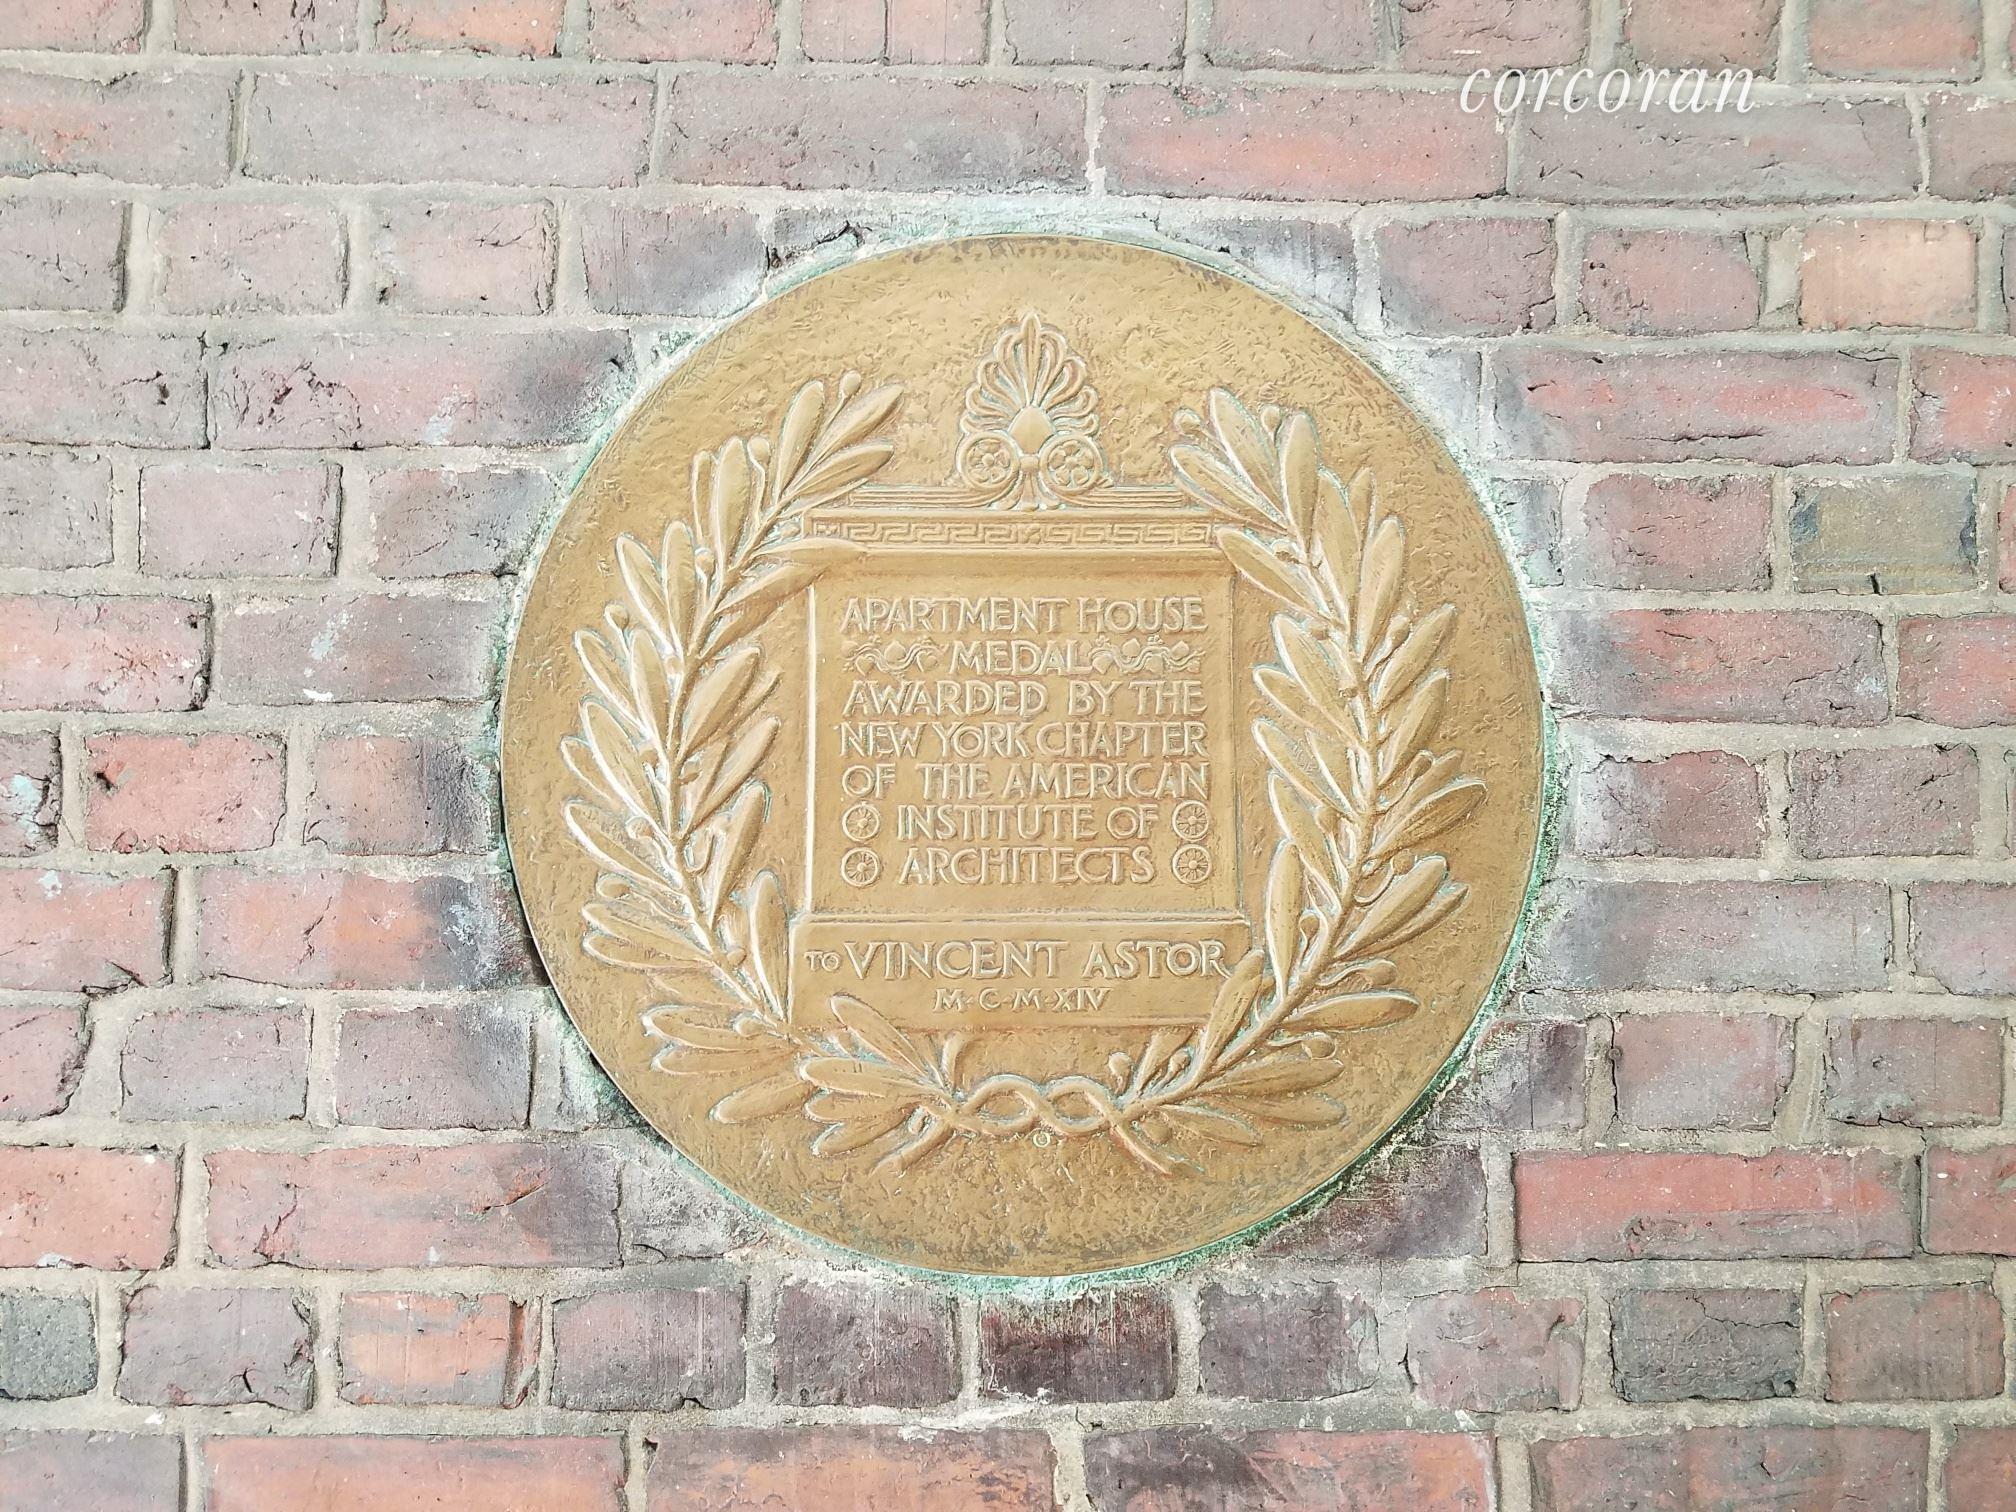 corcoran
APARTMENT HOUSE
MEDAL
AWARDED BY THE
NEW YORK CHAPTER
OF THE AMERICAN
INSTITUTE OF
ARCHITECTS
TO VINCENT ASTOR
M·C·M·XIV